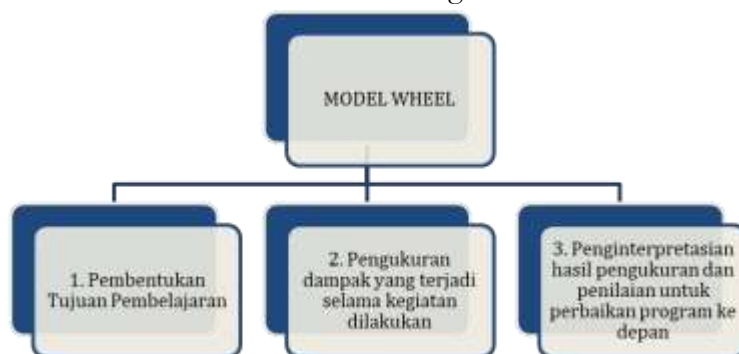 MODEL WHEEL
1. Pembentukan
Tujuan Pembelajaran
2. Pengukuran
dampak yang terjadi
selama kegiatan
dilakukan
3. Penginterpretasian
hasil pengukuran dan
penilaian untuk
perbaikan program ke
depan